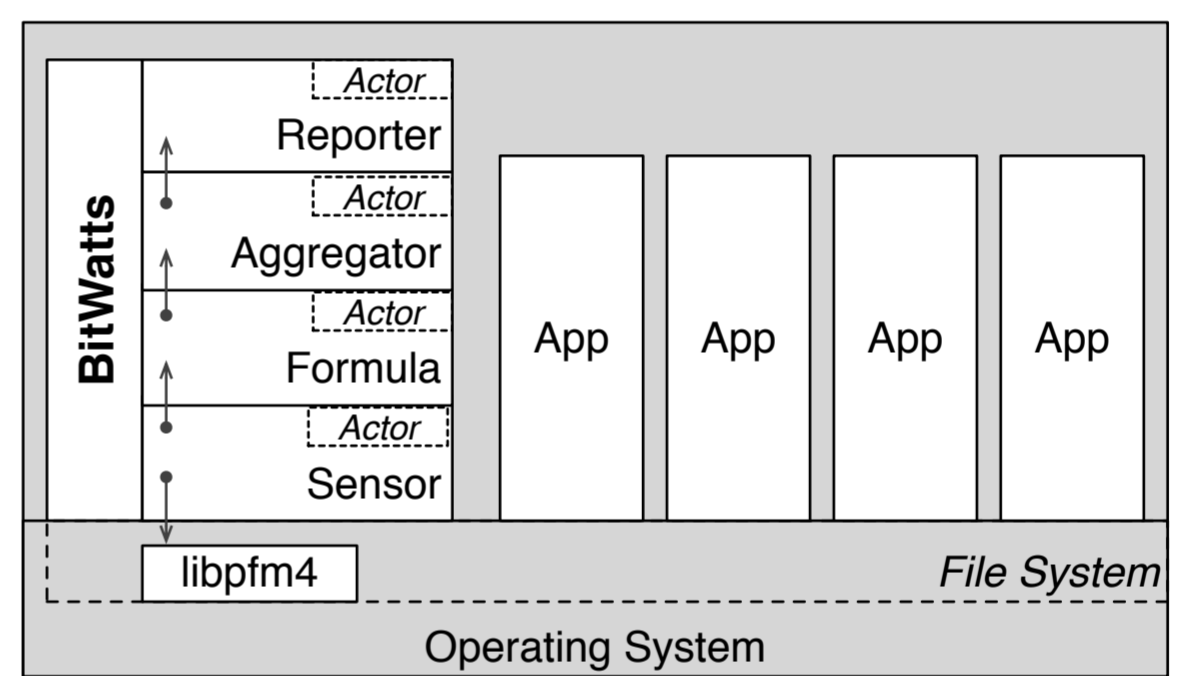 BitWatts
Actor
Reporter
Actor
Aggregator
Actor
Formula
Actor
Sensor
App
App
App
App
libpfm4
File System
Operating System